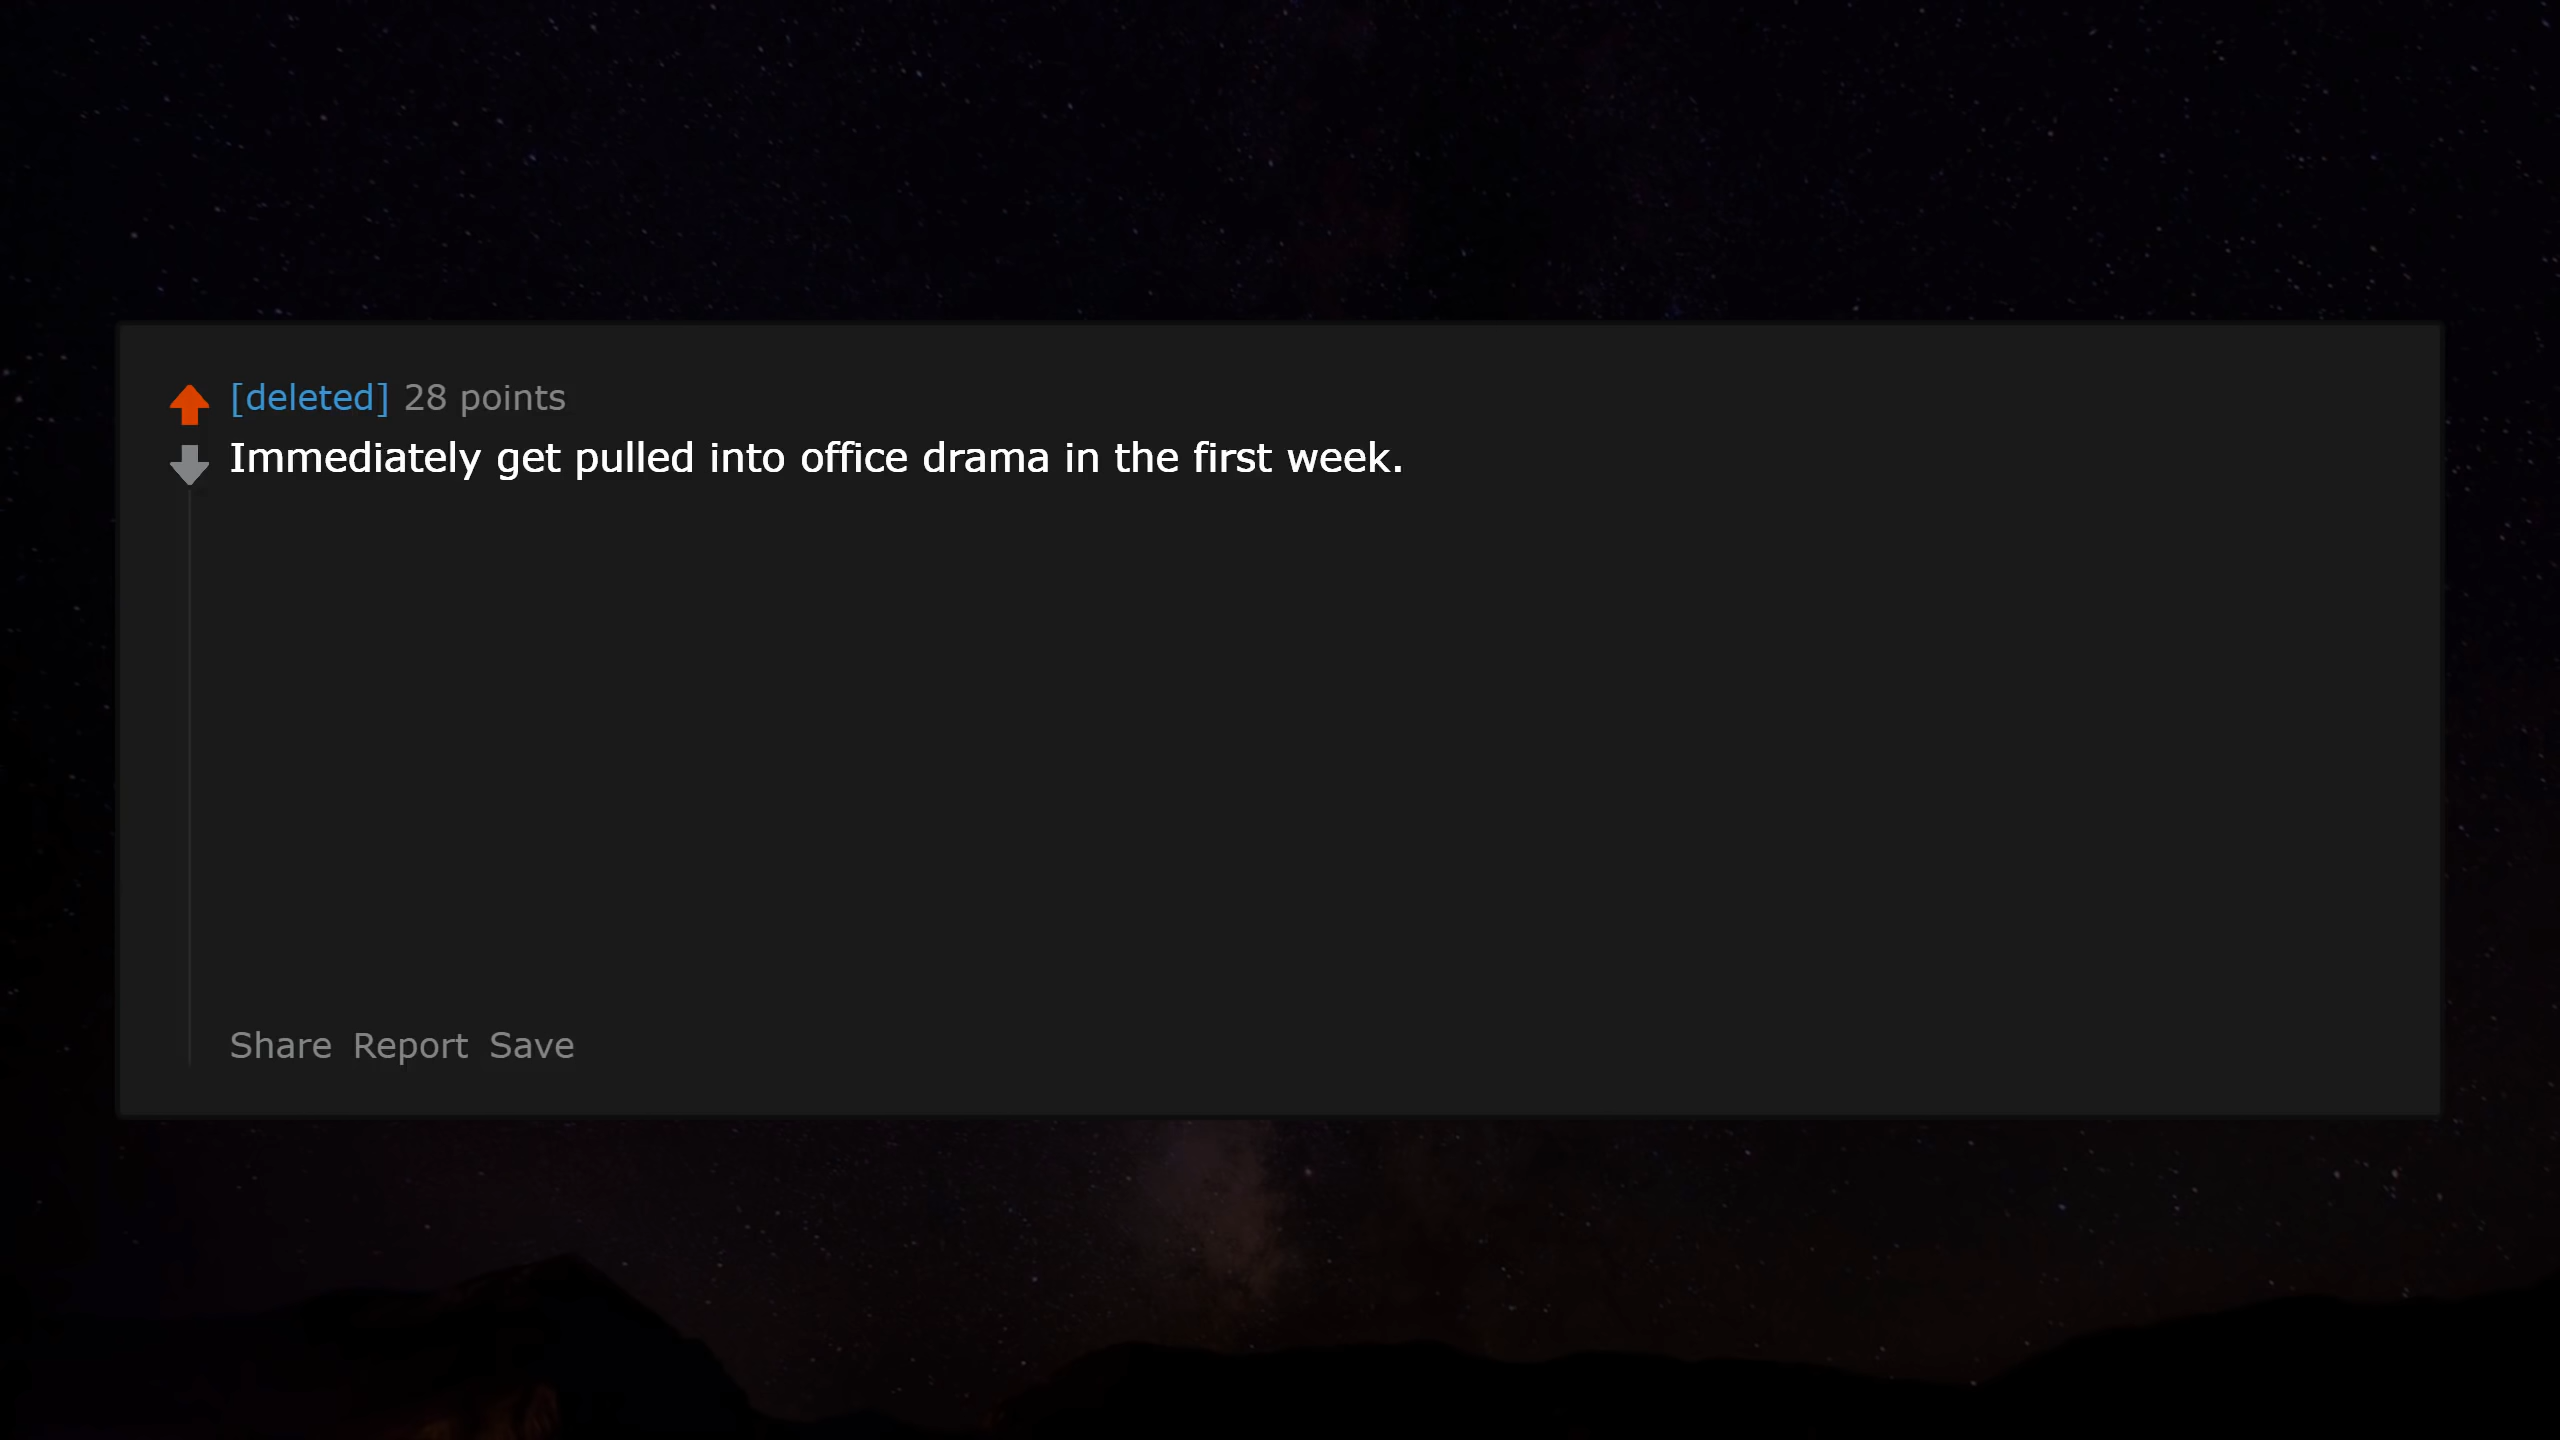 [deleted] 28 points
Immediately get pulled into office drama in the first week.
Share Report Save